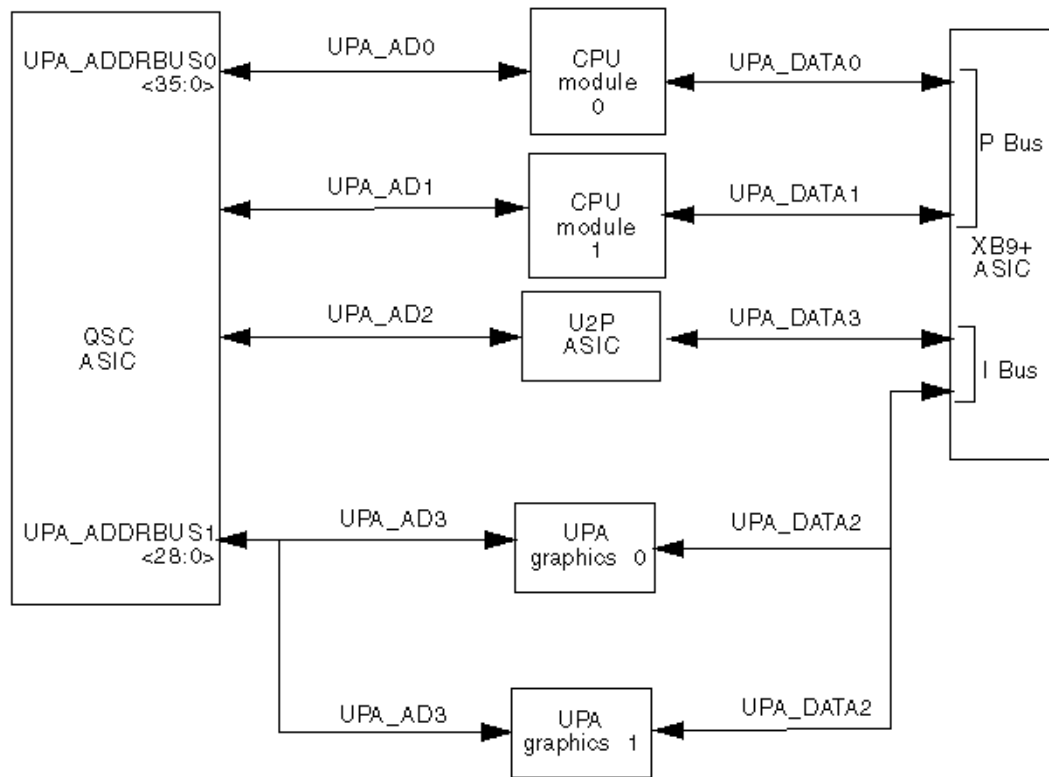 UPA_ADDRBUS0
<35:0>
UPA_AD0
CPU
module
0
UPA_DATA0
P Bus
UPA_AD1
CPU
module
1
UPA_DATA1
XB9+
ASIC
QSC
ASIC
UPA_AD2
U2P
ASIC
UPA_DATA3
I Bus
UPA_ADDRBUS1
<28:0>
UPA_AD3
UPA
graphics 0
UPA_DATA2
UPA_AD3
UPA
graphics 1
UPA_DATA2